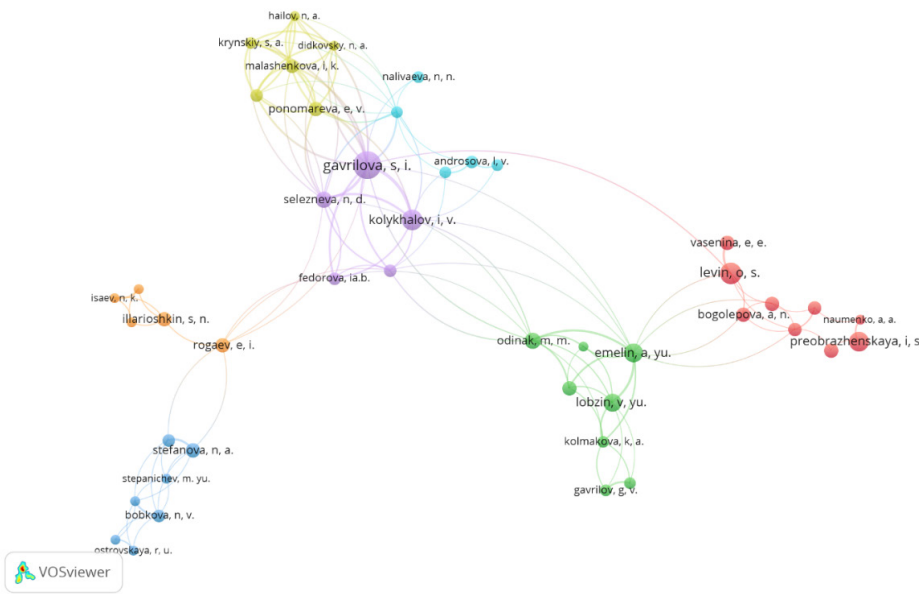 hailov, n, a.
krynskiy, s, a.
didkovsky, n, a.
malashenkova, i, k.
nalivaeva, n, n.
ponomareva, e, v.
gavrilova, s, i.
androsova, l, v.
selezneva, n, d.
kolykhalov, i, v.
vasenina, e, e.
levin, o, s.
fedorova, ia.b.
isaev, n, k.
illarioshkin, s, n.
bogolepova, a, n.
naumenko, a, a.
rogaev, e, i.
odinak, m, m.
emelin, a, yu.
preobrazhenskaya, i, s
lobzin, v, yu.
kolmakova, k, a.
stefanova, n, a.
stepanichev, m. yu.
gavrilov, g, v.
bobkova, n, v.
ostrovskaya, r, u.
VOSviewer